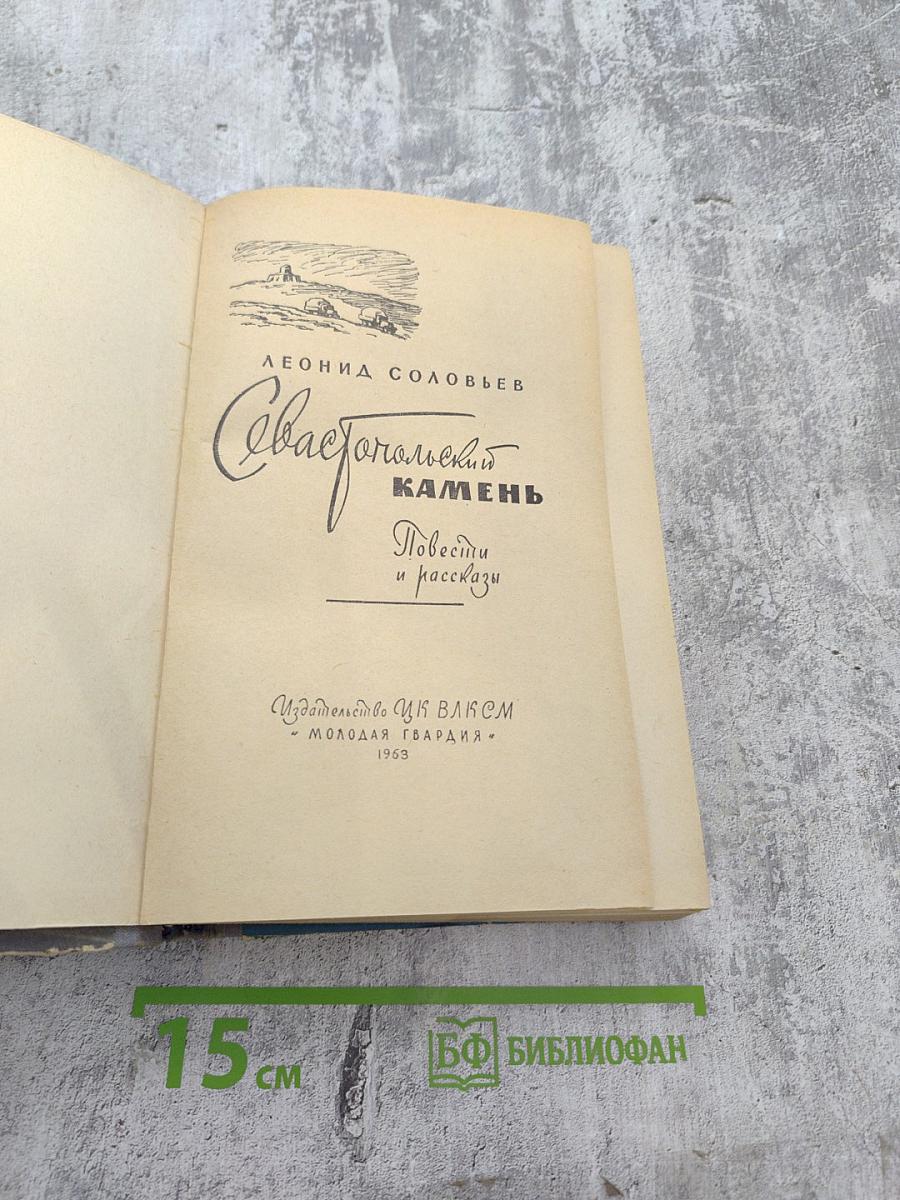 ЛЕОНИД СОЛОВЬЕВ
Севастопольский
КАМЕНЬ
Повести
и рассказы
Издательство ЦК ВЛКСМ
"МОЛОДАЯ ГВАРДИЯ"
1963
15 см
БФ БИБЛИОФАН